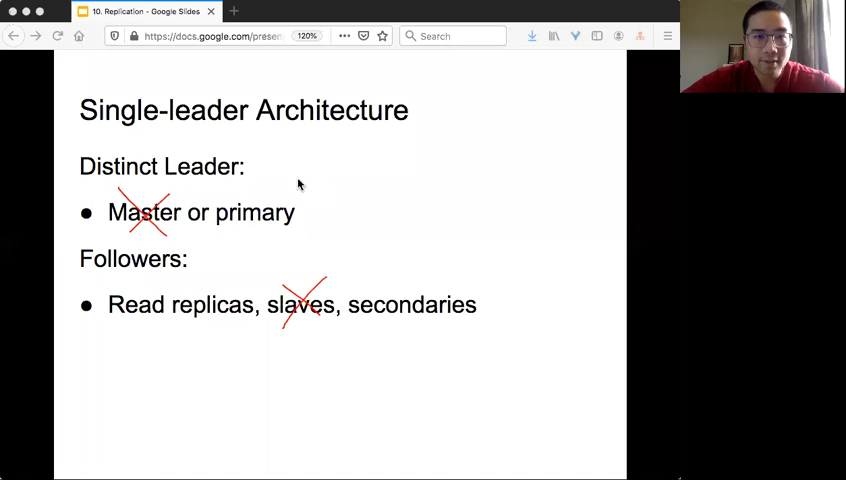 10. Replication - Google Slides
https://docs.google.com/presen
120%
Search
Single-leader Architecture
Distinct Leader:
● Master or primary
Followers:
● Read replicas, slaves, secondaries